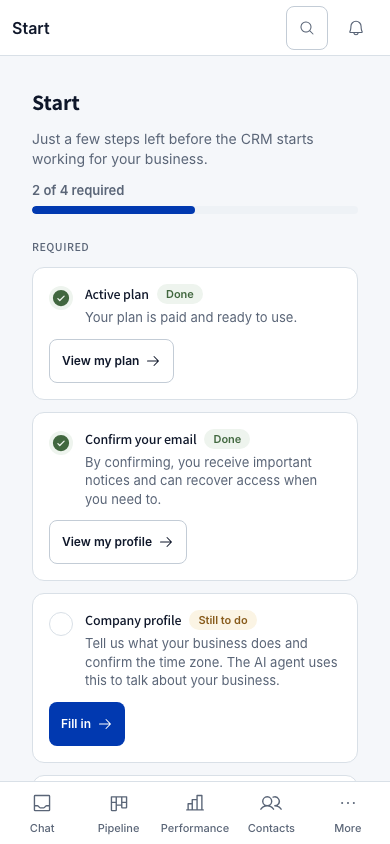 Start
Start
Just a few steps left before the CRM starts
working for your business.
2 of 4 required
REQUIRED
Active plan Done
Your plan is paid and ready to use.
View my plan →
Confirm your email Done
By confirming, you receive important
notices and can recover access when
you need to.
View my profile →
Company profile Still to do
Tell us what your business does and
confirm the time zone. The AI agent uses
this to talk about your business.
Fill in →
Chat Pipeline Performance Contacts More